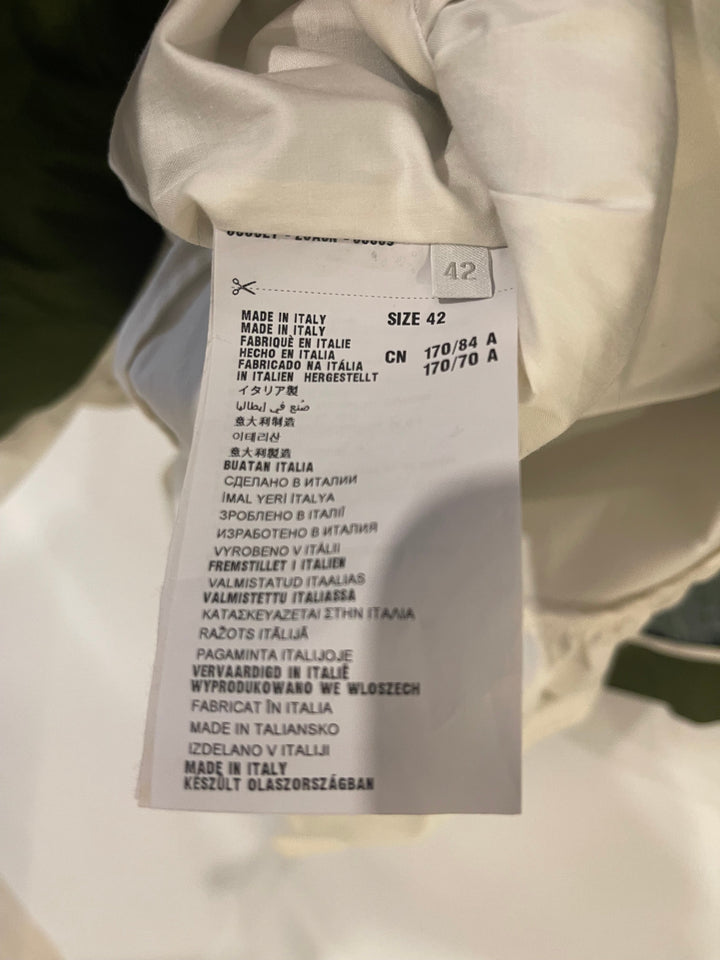 42
MADE IN ITALY
MADE IN ITALY
FABRIQUÈ EN ITALIE
HECHO EN ITALIA
FABRICADO NA ITÁLIA
IN ITALIEN HERGESTELLT
SIZE 42
CN 170/84 A
170/70 A
イタリア製
صُنع في إيطاليا
意大利制造
이태리산
意大利製造
BUATAN ITALIA
СДЕЛАНО В ИТАЛИИ
İMAL YERİ İTALYA
ЗРОБЛЕНО В ІТАЛІЇ
ИЗРАБОТЕНО В ИТАЛИЯ
VYROBENO V ITÁLII
FREMSTILLET I ITALIEN
VALMISTATUD ITAALIAS
VALMISTETTU ITALIASSA
ΚΑΤΑΣΚΕΥΑΖΕΤΑΙ ΣΤΗΝ ΙΤΑΛΙΑ
RAŽOTS ITĀLIJĀ
PAGAMINTA ITALIJOJE
VERVAARDIGD IN ITALIË
WYPRODUKOWANO WE WLOSZECH
FABRICAT ÎN ITALIA
MADE IN TALIANSKO
IZDELANO V ITALIJI
MADE IN ITALY
KÉSZÜLT OLASZORSZÁGBAN